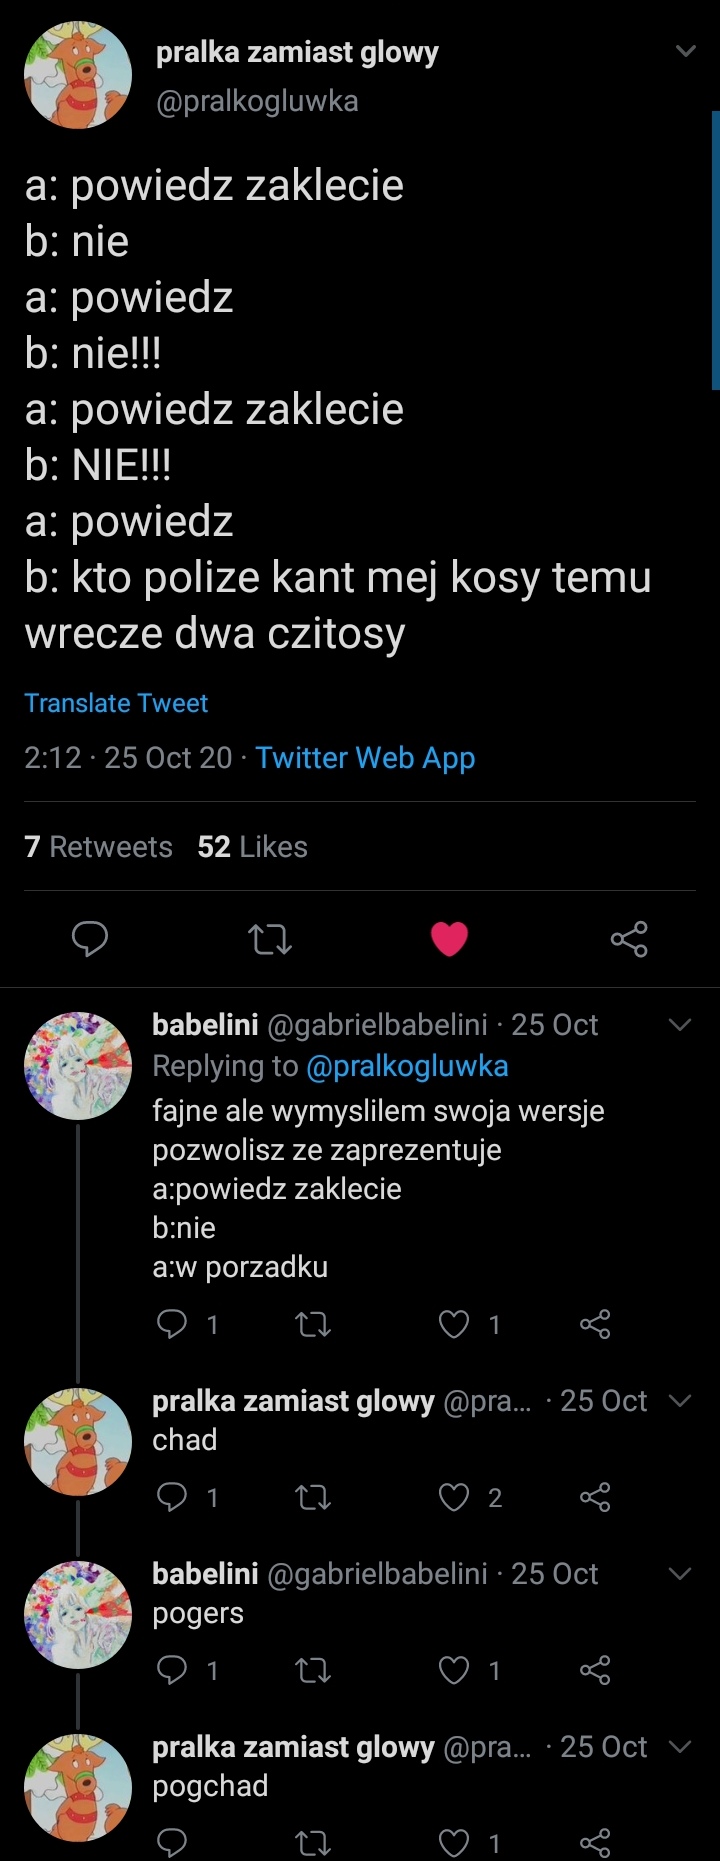 pralka zamiast glowy
@pralkogluwka
a: powiedz zaklecie
b: nie
a: powiedz
b: nie!!!
a: powiedz zaklecie
b: NIE!!!
a: powiedz
b: kto polize kant mej kosy temu
wrecze dwa czitosy
Translate Tweet
2:12 · 25 Oct 20 · Twitter Web App
7 Retweets 52 Likes
babelini @gabrielbabelini · 25 Oct
Replying to @pralkogluwka
fajne ale wymyslilem swoja wersje
pozwolisz ze zaprezentuje
a:powiedz zaklecie
b:nie
a:w porzadku
1 1
pralka zamiast glowy @pra... · 25 Oct
chad
1 2
babelini @gabrielbabelini · 25 Oct
pogers
1 1
pralka zamiast glowy @pra... · 25 Oct
pogchad
1